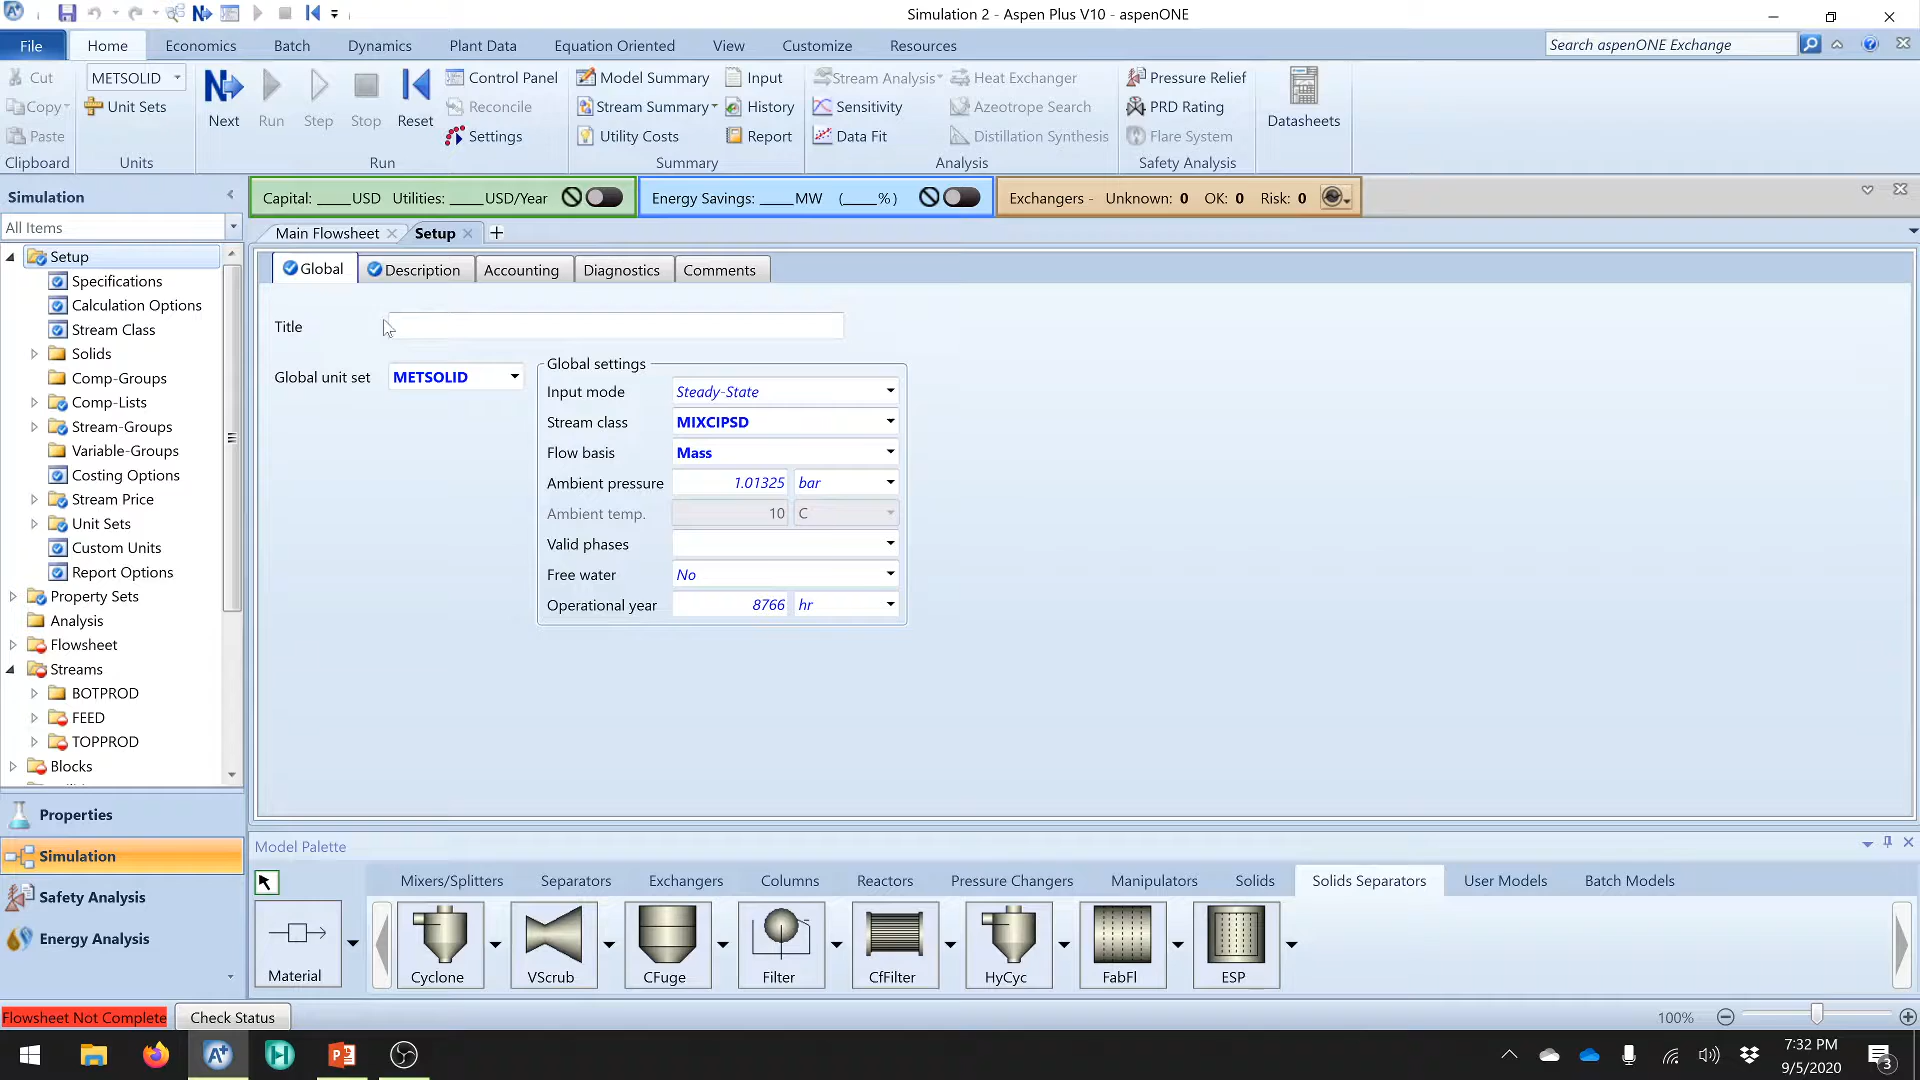 Simulation 2 - Aspen Plus V10 - aspenONE
File Home Economics Batch Dynamics Plant Data Equation Oriented View Customize Resources Search aspenONE Exchange
Cut METSOLID Control Panel Model Summary Input Stream Analysis Heat Exchanger Pressure Relief
Copy Unit Sets Reconcile Stream Summary History Sensitivity Azeotrope Search PRD Rating
Next Run Step Stop Reset Datasheets
Paste Settings Utility Costs Report Data Fit Distillation Synthesis Flare System
Clipboard Units Run Summary Analysis Safety Analysis
Simulation
Capital: _____USD Utilities: _____USD/Year Energy Savings: _____MW (____%) Exchangers - Unknown: 0 OK: 0 Risk: 0
All Items
Main Flowsheet Setup +
Setup
Specifications
Calculation Options
Stream Class
Solids
Comp-Groups
Comp-Lists
Stream-Groups
Variable-Groups
Costing Options
Stream Price
Unit Sets
Custom Units
Report Options
Property Sets
Analysis
Flowsheet
Streams
BOTPROD
FEED
TOPPROD
Blocks
Properties
Simulation
Safety Analysis
Energy Analysis
Global Description Accounting Diagnostics Comments
Title
Global unit set METSOLID
Global settings
Input mode Steady-State
Stream class MIXCIPSD
Flow basis Mass
Ambient pressure 1.01325 bar
Ambient temp. 10 C
Valid phases
Free water No
Operational year 8766 hr
Model Palette
Mixers/Splitters Separators Exchangers Columns Reactors Pressure Changers Manipulators Solids Solids Separators User Models Batch Models
Material Cyclone VScrub CFuge Filter CfFilter HyCyc FabFl ESP
Flowsheet Not Complete Check Status 100%
7:32 PM
9/5/2020
3